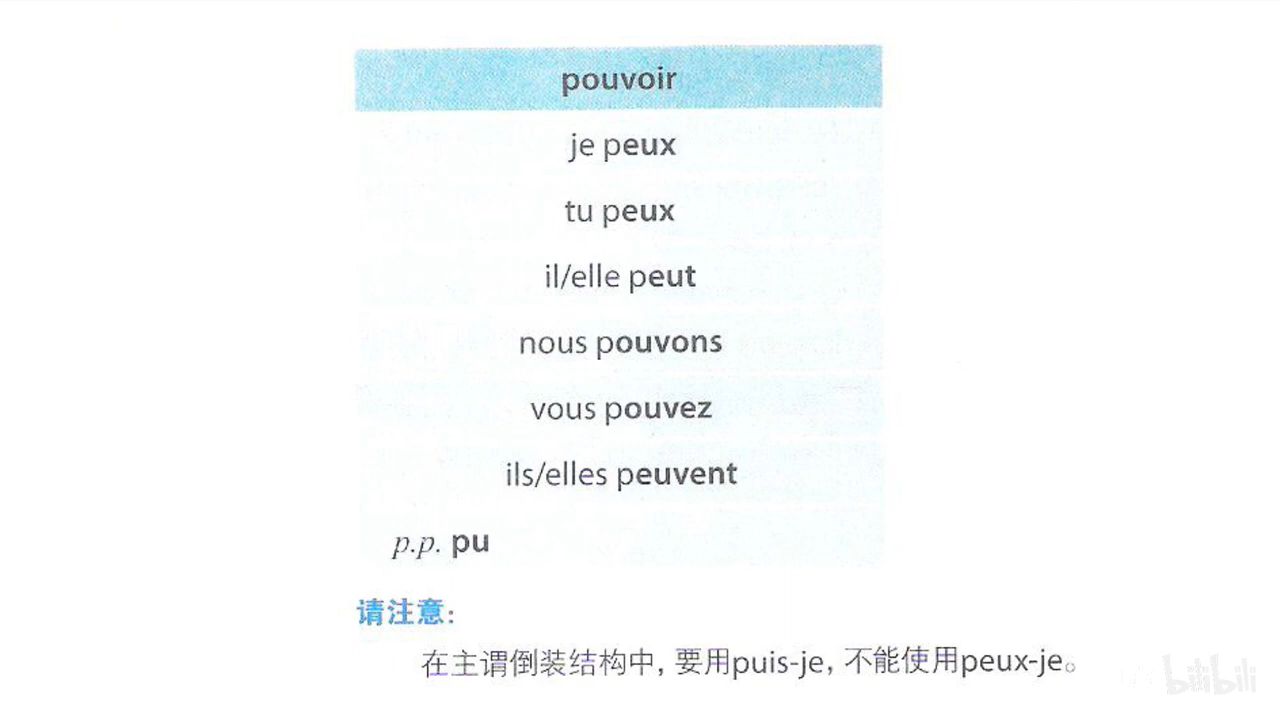 pouvoir
je peux
tu peux
il/elle peut
nous pouvons
vous pouvez
ils/elles peuvent
p.p. pu
请注意:
在主谓倒装结构中, 要用puis-je, 不能使用peux-je。
bilibili